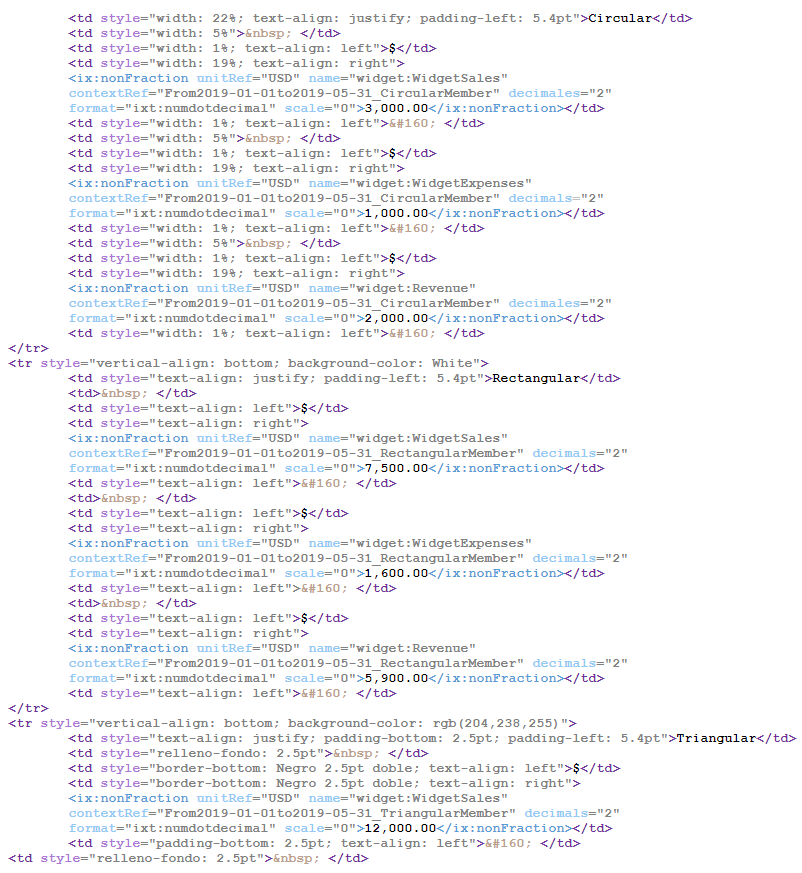 <td style="width: 22%; text-align: justify; padding-left: 5.4pt">Circular</td>
<td style="width: 5%">&nbsp; </td>
<td style="width: 1%; text-align: left">$</td>
<td style="width: 19%; text-align: right">
<ix:nonFraction unitRef="USD" name="widget:WidgetSales"
contextRef="From2019-01-01to2019-05-31_CircularMember" decimales="2"
format="ixt:numdotdecimal" scale="0">3,000.00</ix:nonFraction></td>
<td style="width: 1%; text-align: left">&#160; </td>
<td style="width: 5%">&nbsp; </td>
<td style="width: 1%; text-align: left">$</td>
<td style="width: 19%; text-align: right">
<ix:nonFraction unitRef="USD" name="widget:WidgetExpenses"
contextRef="From2019-01-01to2019-05-31_CircularMember" decimals="2"
format="ixt:numdotdecimal" scale="0">1,000.00</ix:nonFraction></td>
<td style="width: 1%; text-align: left">&#160; </td>
<td style="width: 5%">&nbsp; </td>
<td style="width: 1%; text-align: left">$</td>
<td style="width: 19%; text-align: right">
<ix:nonFraction unitRef="USD" name="widget:Revenue"
contextRef="From2019-01-01to2019-05-31_CircularMember" decimales="2"
format="ixt:numdotdecimal" scale="0">2,000.00</ix:nonFraction></td>
<td style="width: 1%; text-align: left">&#160; </td>
</tr>
<tr style="vertical-align: bottom; background-color: White">
<td style="text-align: justify; padding-left: 5.4pt">Rectangular</td>
<td>&nbsp; </td>
<td style="text-align: left">$</td>
<td style="text-align: right">
<ix:nonFraction unitRef="USD" name="widget:WidgetSales"
contextRef="From2019-01-01to2019-05-31_RectangularMember" decimals="2"
format="ixt:numdotdecimal" scale="0">7,500.00</ix:nonFraction></td>
<td style="text-align: left">&#160; </td>
<td>&nbsp; </td>
<td style="text-align: left">$</td>
<td style="text-align: right">
<ix:nonFraction unitRef="USD" name="widget:WidgetExpenses"
contextRef="From2019-01-01to2019-05-31_RectangularMember" decimals="2"
format="ixt:numdotdecimal" scale="0">1,600.00</ix:nonFraction></td>
<td style="text-align: left">&#160; </td>
<td>&nbsp; </td>
<td style="text-align: left">$</td>
<td style="text-align: right">
<ix:nonFraction unitRef="USD" name="widget:Revenue"
contextRef="From2019-01-01to2019-05-31_RectangularMember" decimals="2"
format="ixt:numdotdecimal" scale="0">5,900.00</ix:nonFraction></td>
<td style="text-align: left">&#160; </td>
</tr>
<tr style="vertical-align: bottom; background-color: rgb(204,238,255)">
<td style="text-align: justify; padding-bottom: 2.5pt; padding-left: 5.4pt">Triangular</td>
<td style="relleno-fondo: 2.5pt">&nbsp; </td>
<td style="border-bottom: Negro 2.5pt doble; text-align: left">$</td>
<td style="border-bottom: Negro 2.5pt doble; text-align: right">
<ix:nonFraction unitRef="USD" name="widget:WidgetSales"
contextRef="From2019-01-01to2019-05-31_TriangularMember" decimals="2"
format="ixt:numdotdecimal" scale="0">12,000.00</ix:nonFraction></td>
<td style="padding-bottom: 2.5pt; text-align: left">&#160; </td>
<td style="relleno-fondo: 2.5pt">&nbsp; </td>